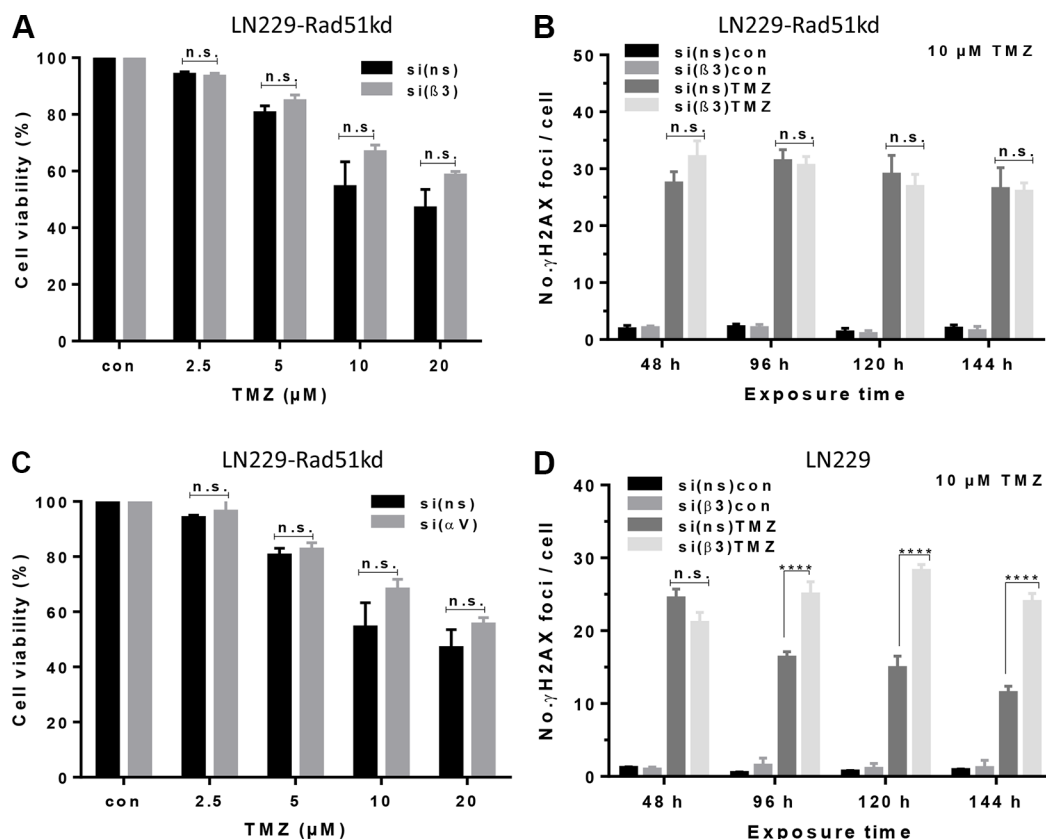 A
LN229-Rad51kd
Cell viability (%)
100
80
60
40
20
0
n.s.
n.s.
n.s.
n.s.
si(ns)
si(ß3)
con
2.5
5
10
20
TMZ (µM)
B
LN229-Rad51kd
10 µM TMZ
si(ns)con
si(ß3)con
si(ns)TMZ
si(ß3)TMZ
No.γH2AX foci / cell
50
40
30
20
10
0
n.s.
n.s.
n.s.
n.s.
48 h
96 h
120 h
144 h
Exposure time
C
LN229-Rad51kd
Cell viability (%)
100
80
60
40
20
0
n.s.
n.s.
n.s.
n.s.
si(ns)
si(αV)
con
2.5
5
10
20
TMZ (µM)
D
LN229
10 µM TMZ
si(ns)con
si(β3)con
si(ns)TMZ
si(β3)TMZ
No.γH2AX foci / cell
40
30
20
10
0
n.s.
****
****
****
48 h
96 h
120 h
144 h
Exposure time